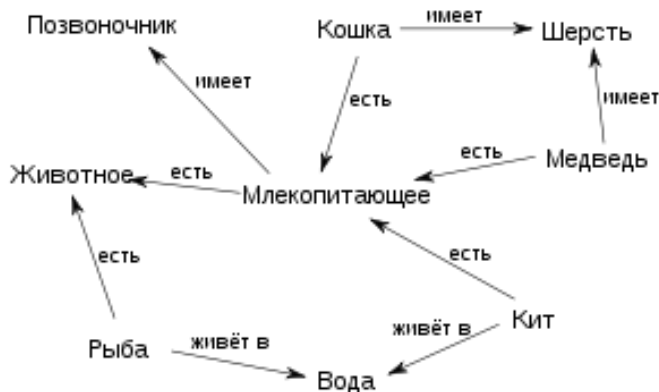 Позвоночник
Кошка
имеет
Шерсть
имеет
есть
имеет
Животное
есть
Млекопитающее
есть
Медведь
есть
есть
Рыба
живёт в
Вода
живёт в
Кит